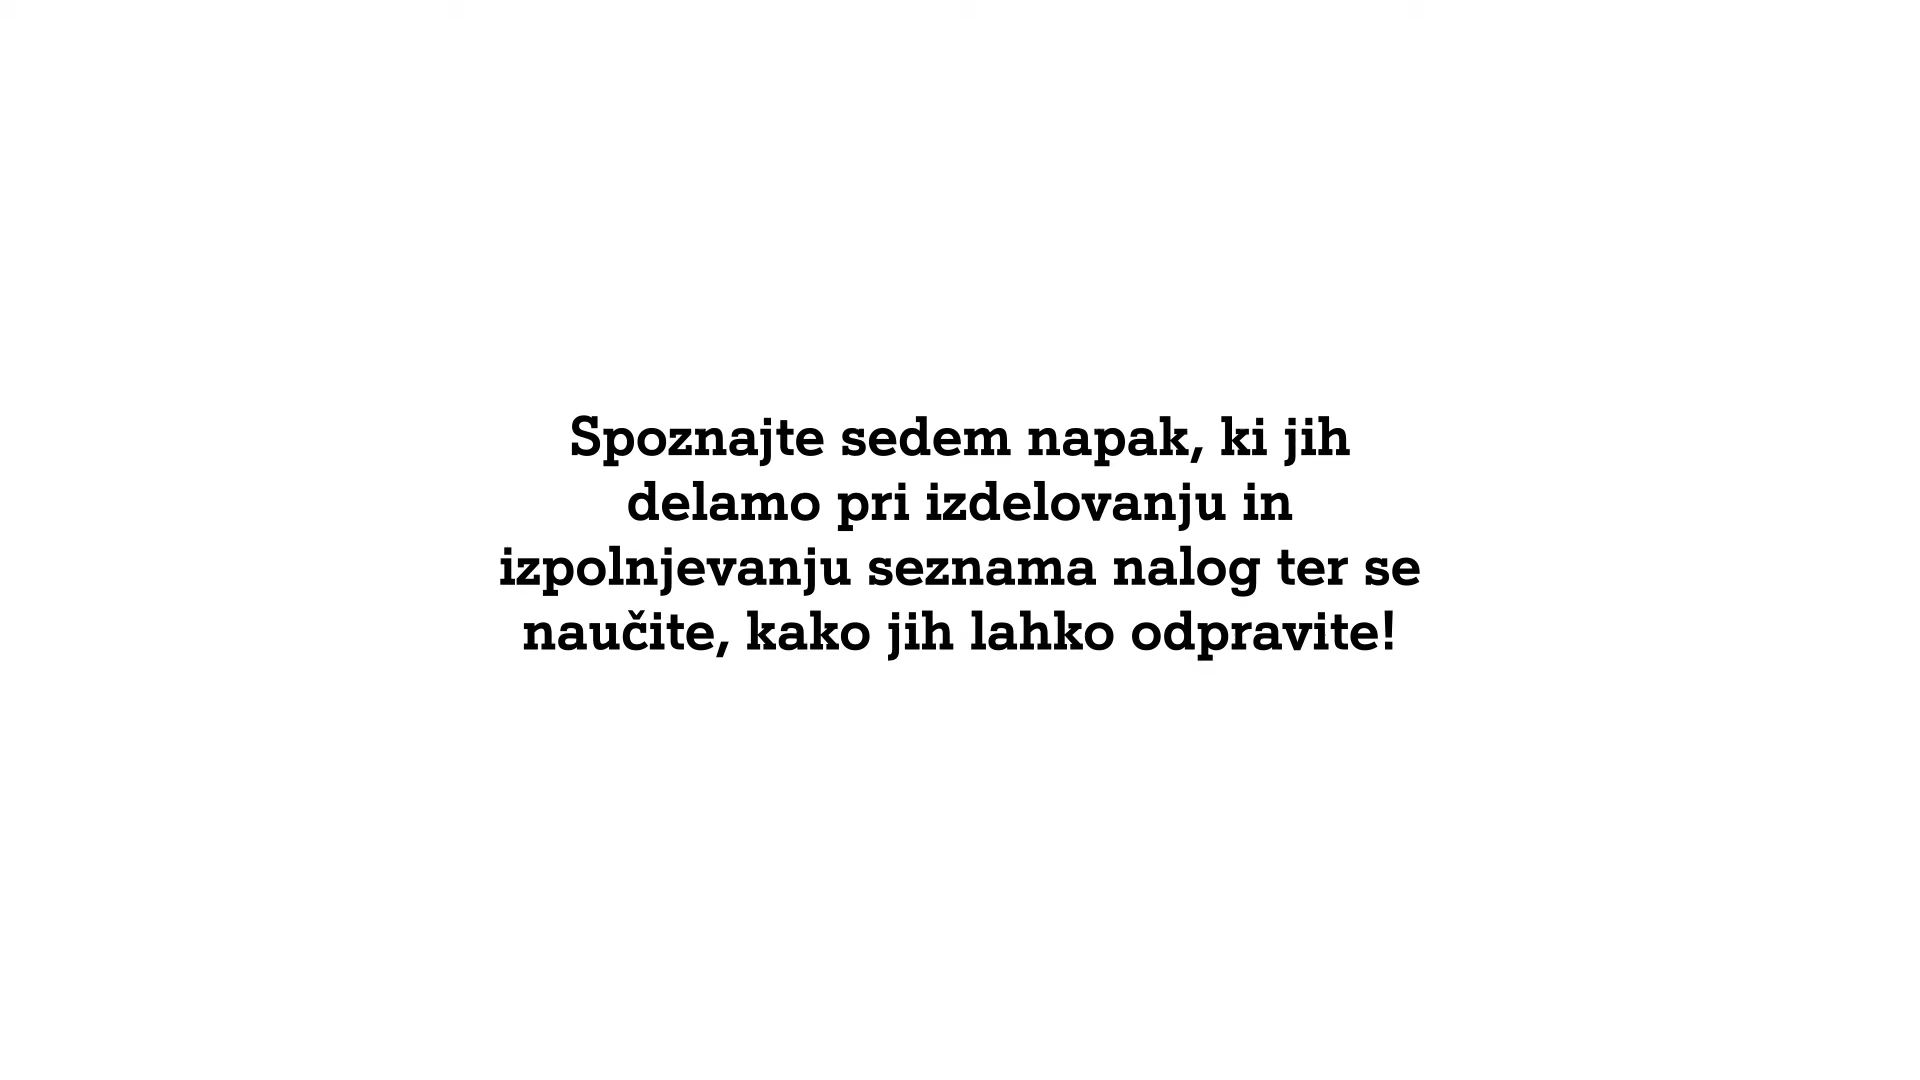 Spoznajte sedem napak, ki jih
delamo pri izdelovanju in
izpolnjevanju seznama nalog ter se
naučite, kako jih lahko odpravite!